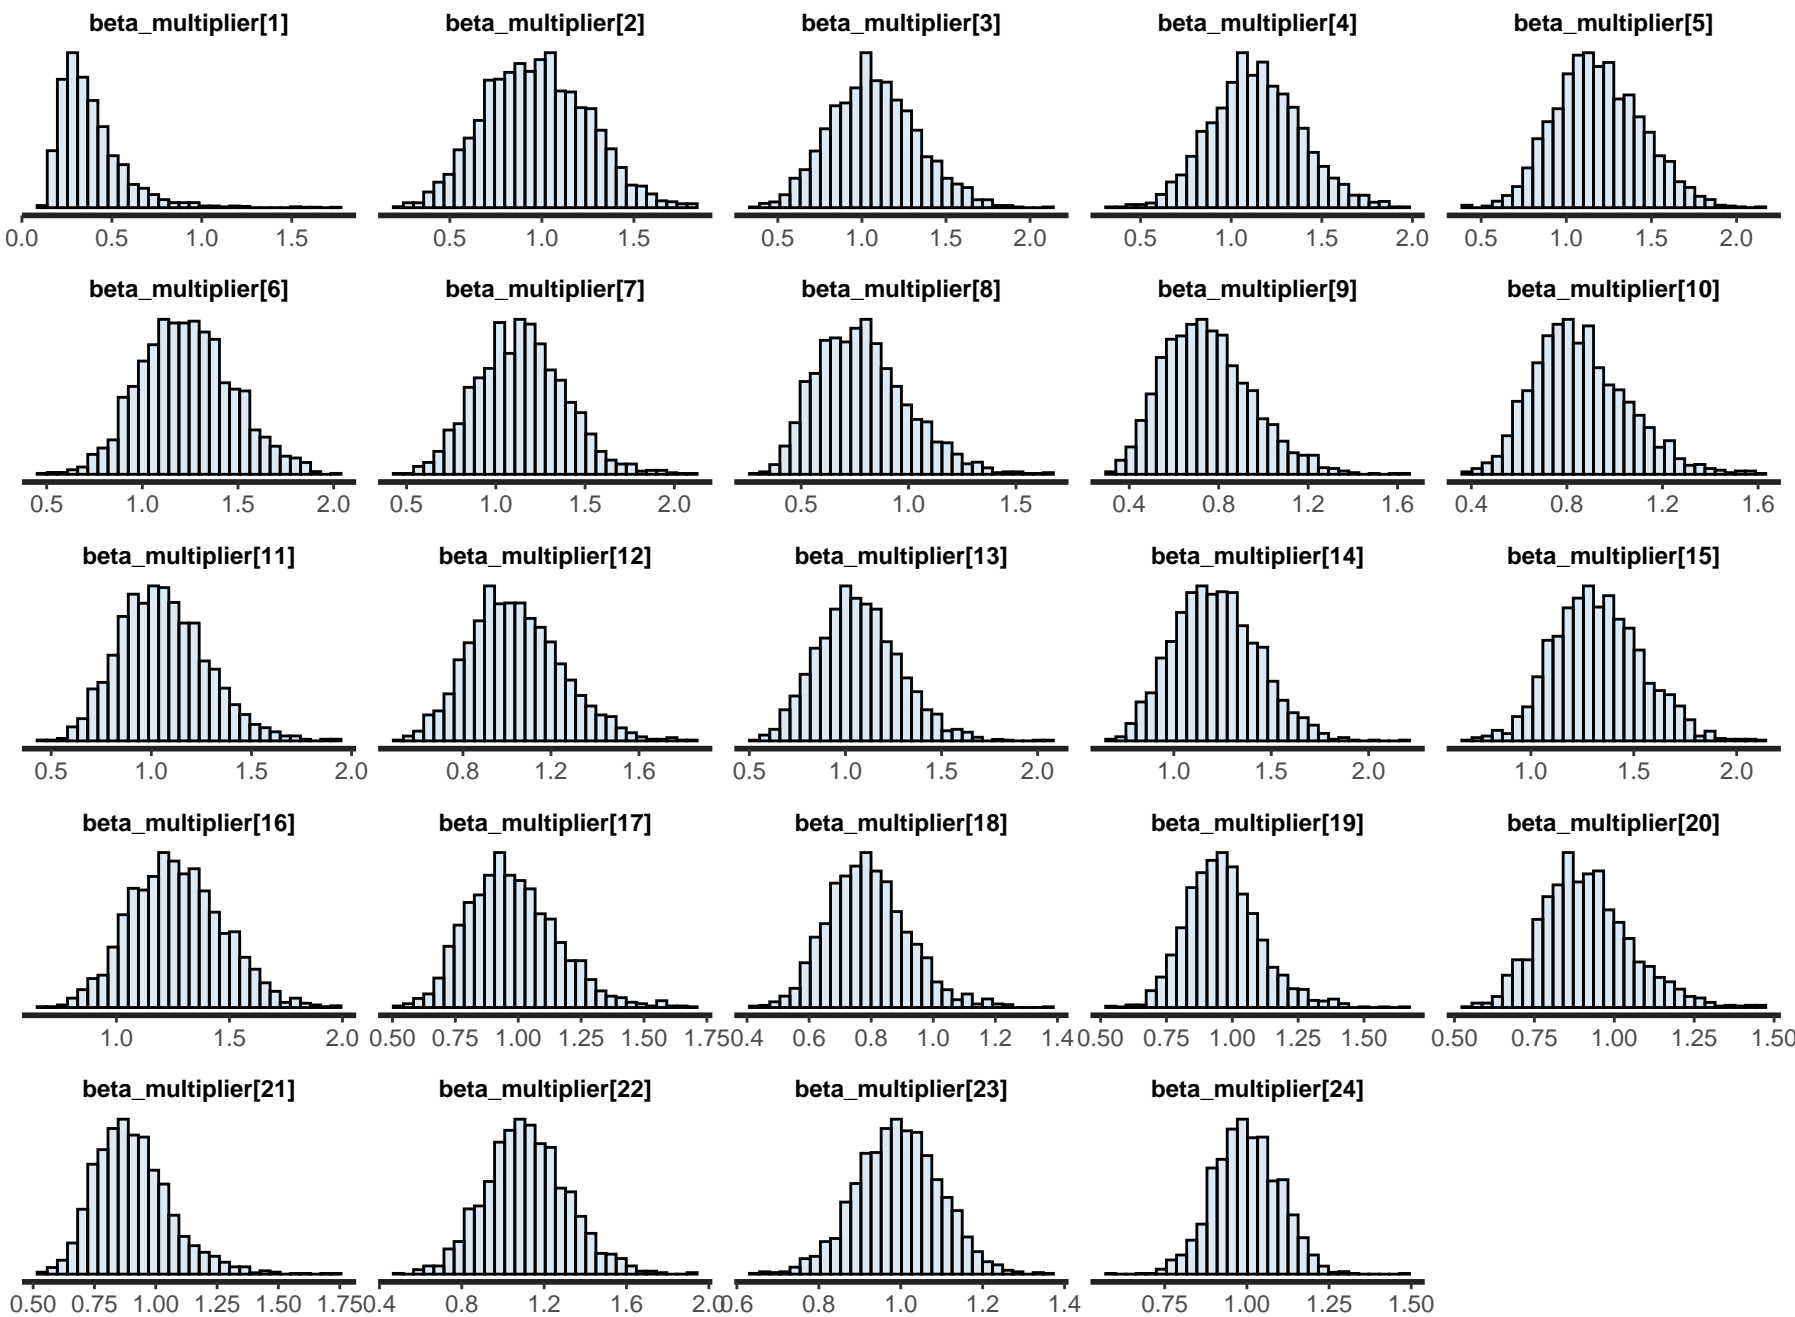 beta_multiplier[1] beta_multiplier[2] beta_multiplier[3] beta_multiplier[4] beta_multiplier[5]
0.0 0.5 1.0 1.5 0.5 1.0 1.5 0.5 1.0 1.5 2.0 0.5 1.0 1.5 2.0 0.5 1.0 1.5 2.0
beta_multiplier[6] beta_multiplier[7] beta_multiplier[8] beta_multiplier[9] beta_multiplier[10]
0.5 1.0 1.5 2.0 0.5 1.0 1.5 2.0 0.5 1.0 1.5 0.4 0.8 1.2 1.6 0.4 0.8 1.2 1.6
beta_multiplier[11] beta_multiplier[12] beta_multiplier[13] beta_multiplier[14] beta_multiplier[15]
0.5 1.0 1.5 2.0 0.8 1.2 1.6 0.5 1.0 1.5 2.0 1.0 1.5 2.0 1.0 1.5 2.0
beta_multiplier[16] beta_multiplier[17] beta_multiplier[18] beta_multiplier[19] beta_multiplier[20]
1.0 1.5 2.0 0.50 0.75 1.00 1.25 1.50 1.75 0.4 0.6 0.8 1.0 1.2 1.4 0.50 0.75 1.00 1.25 1.50 0.50 0.75 1.00 1.25 1.50
beta_multiplier[21] beta_multiplier[22] beta_multiplier[23] beta_multiplier[24]
0.50 0.75 1.00 1.25 1.50 1.75 0.4 0.8 1.2 1.6 2.0 0.6 0.8 1.0 1.2 1.4 0.75 1.00 1.25 1.50